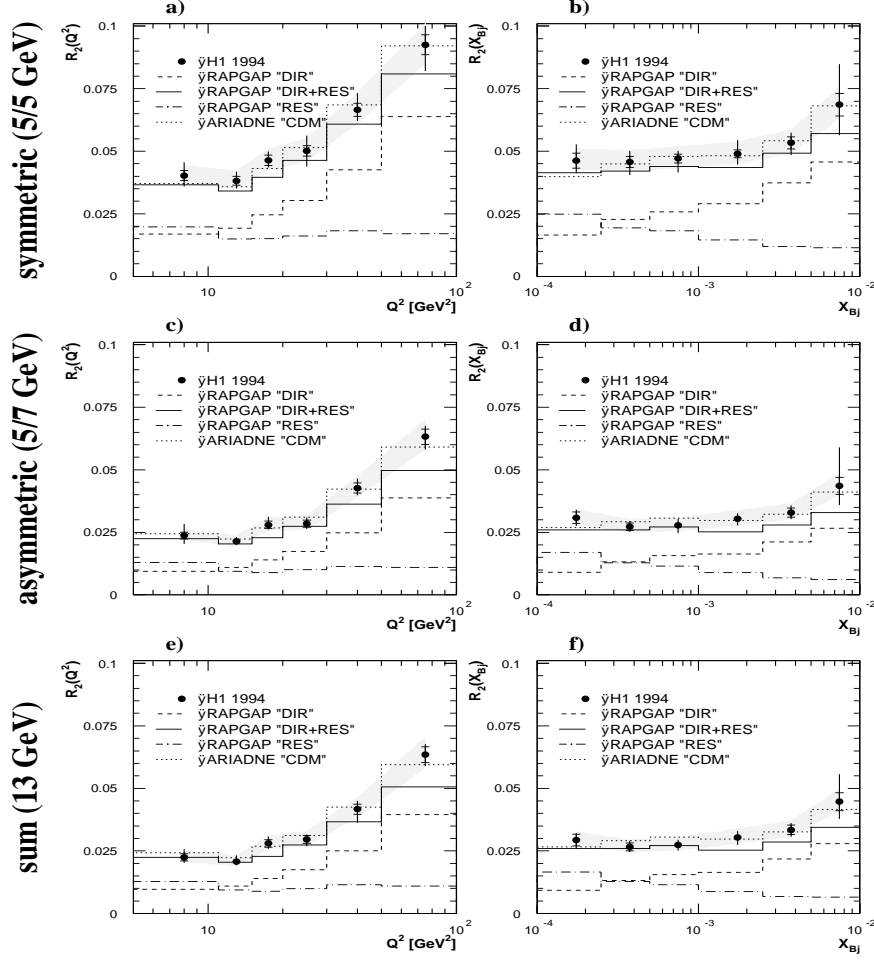 symmetric (5/5 GeV)
a)
R2(Q2)
0.1
0.075
0.05
0.025
0
ÿH1 1994
ÿRAPGAP "DIR"
ÿRAPGAP "DIR+RES"
ÿRAPGAP "RES"
ÿARIADNE "CDM"
10
10^2
Q^2 [GeV^2]
b)
R2(XBj)
0.1
0.075
0.05
0.025
0
ÿH1 1994
ÿRAPGAP "DIR"
ÿRAPGAP "DIR+RES"
ÿRAPGAP "RES"
ÿARIADNE "CDM"
10^-4
10^-3
10^-2
XBj
asymmetric (5/7 GeV)
c)
R2(Q2)
0.1
0.075
0.05
0.025
0
ÿH1 1994
ÿRAPGAP "DIR"
ÿRAPGAP "DIR+RES"
ÿRAPGAP "RES"
ÿARIADNE "CDM"
10
10^2
Q^2 [GeV^2]
d)
R2(XBj)
0.1
0.075
0.05
0.025
0
ÿH1 1994
ÿRAPGAP "DIR"
ÿRAPGAP "DIR+RES"
ÿRAPGAP "RES"
ÿARIADNE "CDM"
10^-4
10^-3
10^-2
XBj
sum (13 GeV)
e)
R2(Q2)
0.1
0.075
0.05
0.025
0
ÿH1 1994
ÿRAPGAP "DIR"
ÿRAPGAP "DIR+RES"
ÿRAPGAP "RES"
ÿARIADNE "CDM"
10
10^2
Q^2 [GeV^2]
f)
R2(XBj)
0.1
0.075
0.05
0.025
0
ÿH1 1994
ÿRAPGAP "DIR"
ÿRAPGAP "DIR+RES"
ÿRAPGAP "RES"
ÿARIADNE "CDM"
10^-4
10^-3
10^-2
XBj